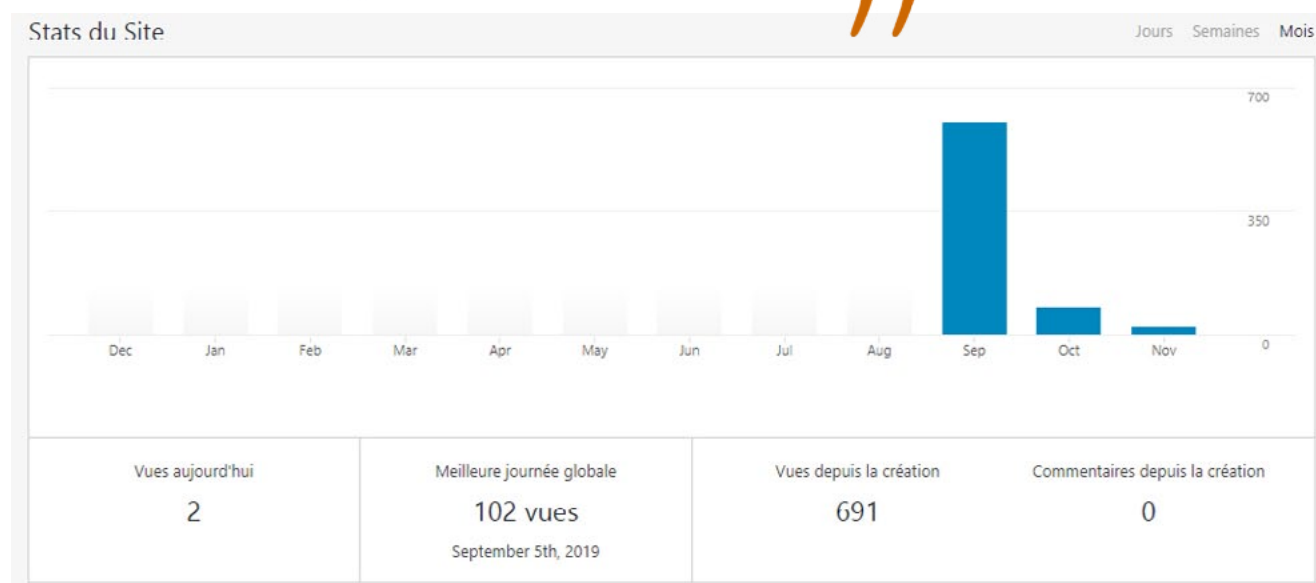 ”
Stats du Site
Jours Semaines Mois
700
350
0
Dec Jan Feb Mar Apr May Jun Jul Aug Sep Oct Nov
Vues aujourd'hui
2
Meilleure journée globale
102 vues
September 5th, 2019
Vues depuis la création
691
Commentaires depuis la création
0